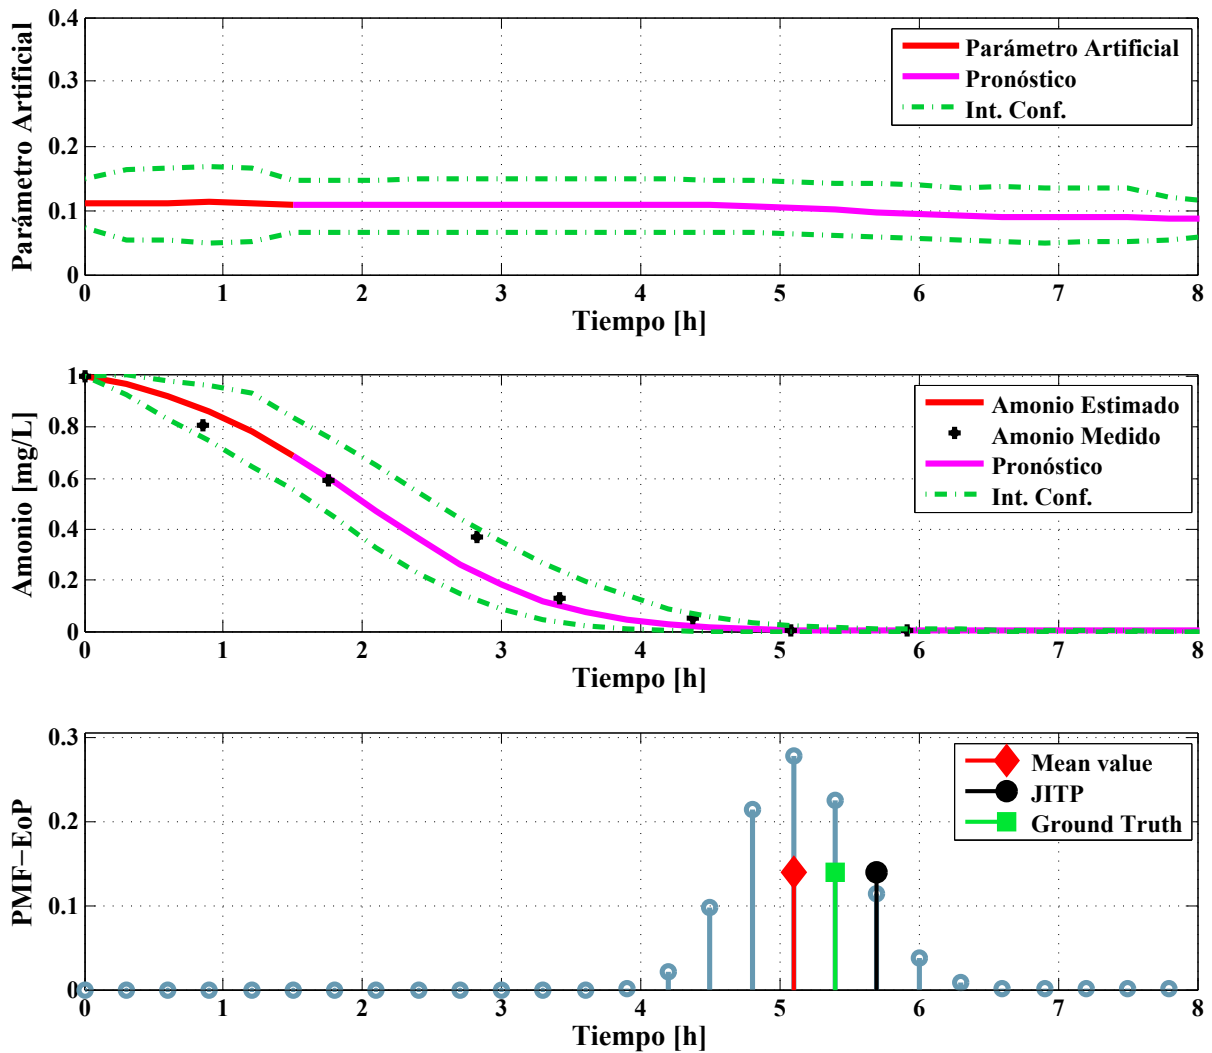 0.4
0.3
0.2
0.1
0
Parámetro Artificial
Parámetro Artificial
Pronóstico
Int. Conf.
0 1 2 3 4 5 6 7 8
Tiempo [h]
1
0.8
0.6
0.4
0.2
0
Amonio [mg/L]
Amonio Estimado
Amonio Medido
Pronóstico
Int. Conf.
0 1 2 3 4 5 6 7 8
Tiempo [h]
0.3
0.2
0.1
0
PMF−EoP
Mean value
JITP
Ground Truth
0 1 2 3 4 5 6 7 8
Tiempo [h]